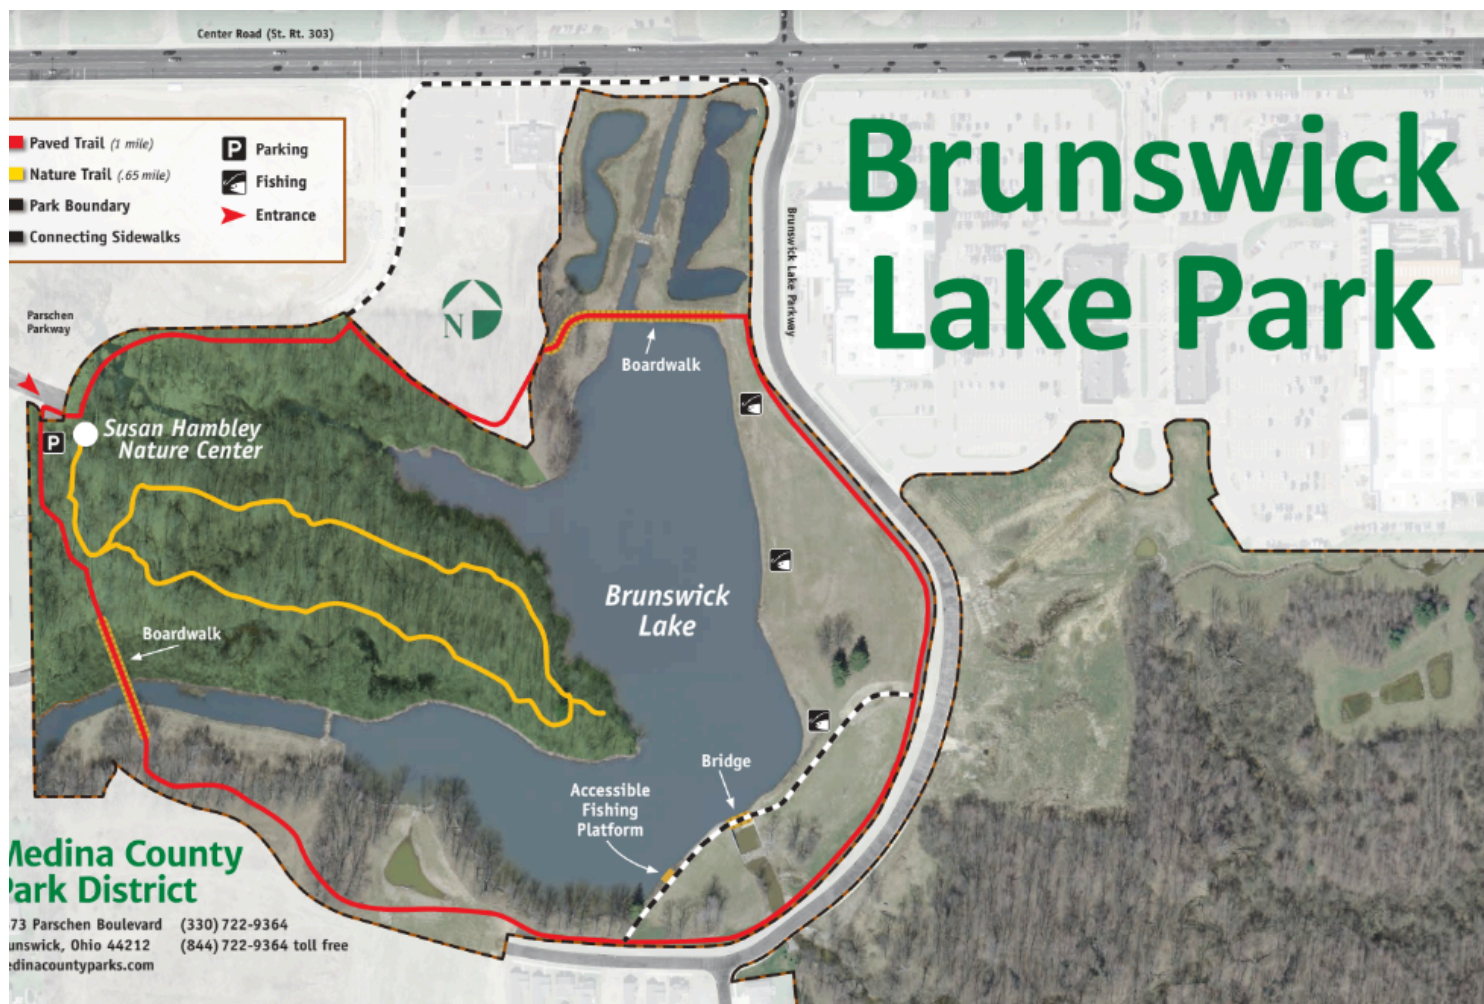 Center Road (St. Rt. 303)
Brunswick
Lake Park
Paved Trail (1 mile)
Nature Trail (.65 mile)
Park Boundary
Connecting Sidewalks
P Parking
Fishing
Entrance
Parschen
Parkway
N
Brunswick Lake Parkway
Boardwalk
P
Susan Hambley
Nature Center
Brunswick
Lake
Boardwalk
Bridge
Accessible
Fishing
Platform
Medina County
Park District
73 Parschen Boulevard (330) 722-9364
unswick, Ohio 44212 (844) 722-9364 toll free
edinacountyparks.com